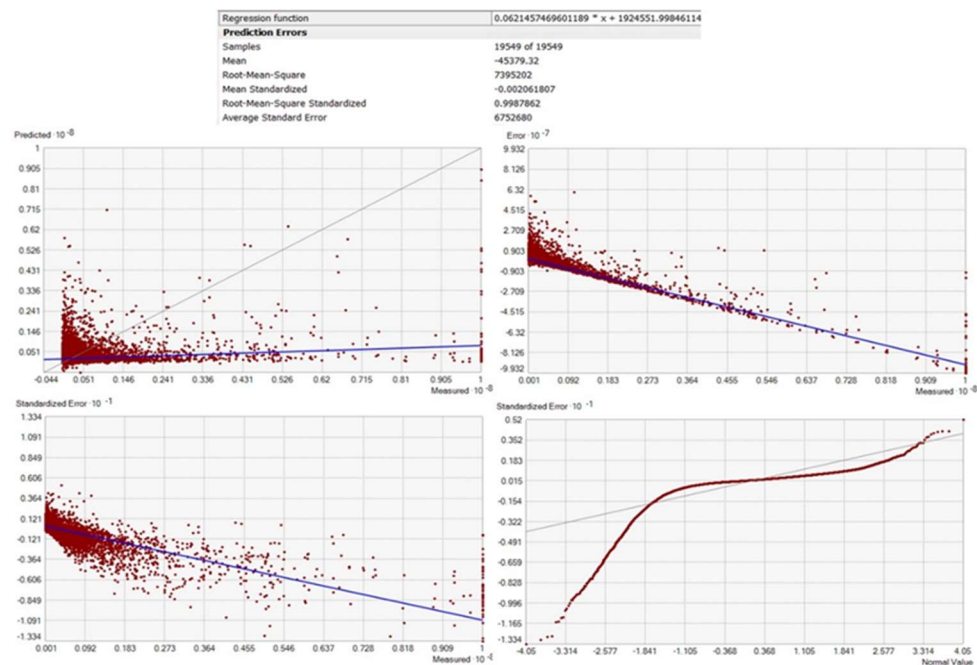 Regression function 0.0621457469601189 * x + 1924551.99846114
Prediction Errors
Samples 19549 of 19549
Mean -45379.32
Root-Mean-Square 7395202
Mean Standardized -0.002061807
Root-Mean-Square Standardized 0.9987862
Average Standard Error 6752680
Predicted ·10⁻⁸
1
0.905
0.81
0.715
0.62
0.526
0.431
0.336
0.241
0.146
0.051
-0.044 0.051 0.146 0.241 0.336 0.431 0.526 0.62 0.715 0.81 0.905 1
Measured ·10⁻⁸
Error ·10⁻⁷
9.932
8.126
6.32
4.515
2.709
0.903
-0.903
-2.709
-4.515
-6.32
-8.126
-9.932
0.001 0.092 0.183 0.273 0.364 0.455 0.546 0.637 0.728 0.818 0.909 1
Measured ·10⁻⁸
Standardized Error ·10⁻¹
1.334
1.091
0.849
0.606
0.364
0.121
-0.121
-0.364
-0.606
-0.849
-1.091
-1.334
0.001 0.092 0.183 0.273 0.364 0.455 0.546 0.637 0.728 0.818 0.909 1
Measured
Standardized Error ·10⁻¹
0.52
0.352
0.183
0.015
-0.154
-0.322
-0.491
-0.659
-0.828
-0.996
-1.165
-1.334
-4.05 -3.314 -2.577 -1.841 -1.105 -0.368 0.368 1.105 1.841 2.577 3.314 4.05
Normal Value